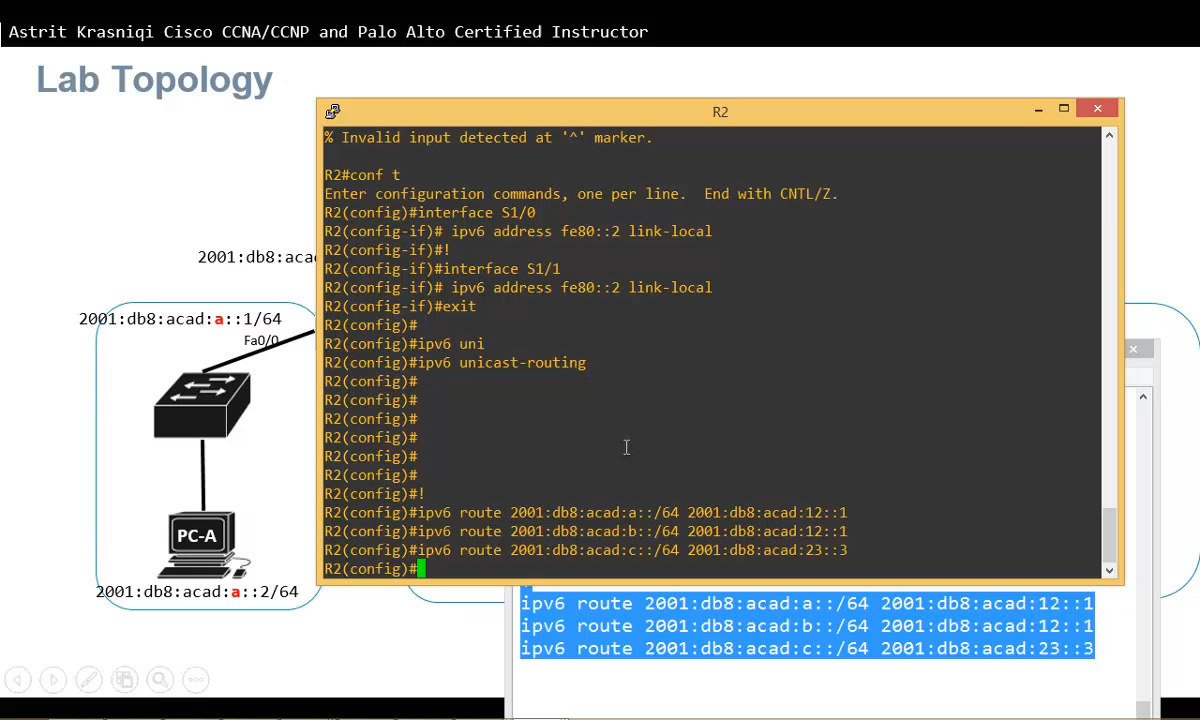 Astrit Krasniqi Cisco CCNA/CCNP and Palo Alto Certified Instructor
Lab Topology
R2
% Invalid input detected at '^' marker.
R2#conf t
Enter configuration commands, one per line.  End with CNTL/Z.
R2(config)#interface S1/0
R2(config-if)# ipv6 address fe80::2 link-local
R2(config-if)#!
R2(config-if)#interface S1/1
R2(config-if)# ipv6 address fe80::2 link-local
R2(config-if)#exit
R2(config)#
R2(config)#ipv6 uni
R2(config)#ipv6 unicast-routing
R2(config)#
R2(config)#
R2(config)#
R2(config)#
R2(config)#
R2(config)#
R2(config)#!
R2(config)#ipv6 route 2001:db8:acad:a::/64 2001:db8:acad:12::1
R2(config)#ipv6 route 2001:db8:acad:b::/64 2001:db8:acad:12::1
R2(config)#ipv6 route 2001:db8:acad:c::/64 2001:db8:acad:23::3
R2(config)#
2001:db8:aca
2001:db8:acad:a::1/64
Fa0/0
PC-A
2001:db8:acad:a::2/64
ipv6 route 2001:db8:acad:a::/64 2001:db8:acad:12::1
ipv6 route 2001:db8:acad:b::/64 2001:db8:acad:12::1
ipv6 route 2001:db8:acad:c::/64 2001:db8:acad:23::3